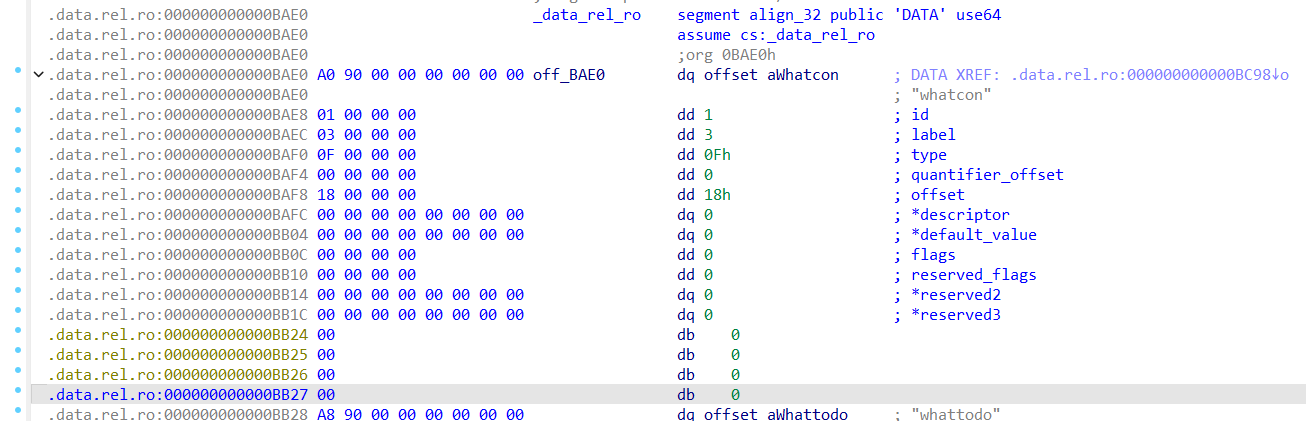 _data_rel_ro segment align_32 public 'DATA' use64
.data.rel.ro:000000000000BAE0 assume cs:_data_rel_ro
.data.rel.ro:000000000000BAE0 ;org 0BAE0h
.data.rel.ro:000000000000BAE0 A0 90 00 00 00 00 00 00 off_BAE0 dq offset aWhatcon ; DATA XREF: .data.rel.ro:000000000000BC98↓o
.data.rel.ro:000000000000BAE0 ; "whatcon"
.data.rel.ro:000000000000BAE8 01 00 00 00 dd 1 ; id
.data.rel.ro:000000000000BAEC 03 00 00 00 dd 3 ; label
.data.rel.ro:000000000000BAF0 0F 00 00 00 dd 0Fh ; type
.data.rel.ro:000000000000BAF4 00 00 00 00 dd 0 ; quantifier_offset
.data.rel.ro:000000000000BAF8 18 00 00 00 dd 18h ; offset
.data.rel.ro:000000000000BAFC 00 00 00 00 00 00 00 00 dq 0 ; *descriptor
.data.rel.ro:000000000000BB04 00 00 00 00 00 00 00 00 dq 0 ; *default_value
.data.rel.ro:000000000000BB0C 00 00 00 00 dd 0 ; flags
.data.rel.ro:000000000000BB10 00 00 00 00 dd 0 ; reserved_flags
.data.rel.ro:000000000000BB14 00 00 00 00 00 00 00 00 dq 0 ; *reserved2
.data.rel.ro:000000000000BB1C 00 00 00 00 00 00 00 00 dq 0 ; *reserved3
.data.rel.ro:000000000000BB24 00 db 0
.data.rel.ro:000000000000BB25 00 db 0
.data.rel.ro:000000000000BB26 00 db 0
.data.rel.ro:000000000000BB27 00 db 0
.data.rel.ro:000000000000BB28 A8 90 00 00 00 00 00 00 dq offset aWhattodo ; "whattodo"